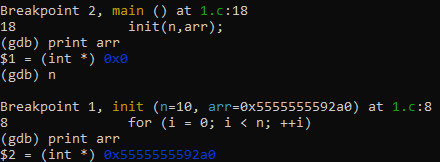 Breakpoint 2, main () at 1.c:18
18              init(n,arr);
(gdb) print arr
$1 = (int *) 0x0
(gdb) n

Breakpoint 1, init (n=10, arr=0x5555555592a0) at 1.c:8
8               for (i = 0; i < n; ++i)
(gdb) print arr
$2 = (int *) 0x5555555592a0